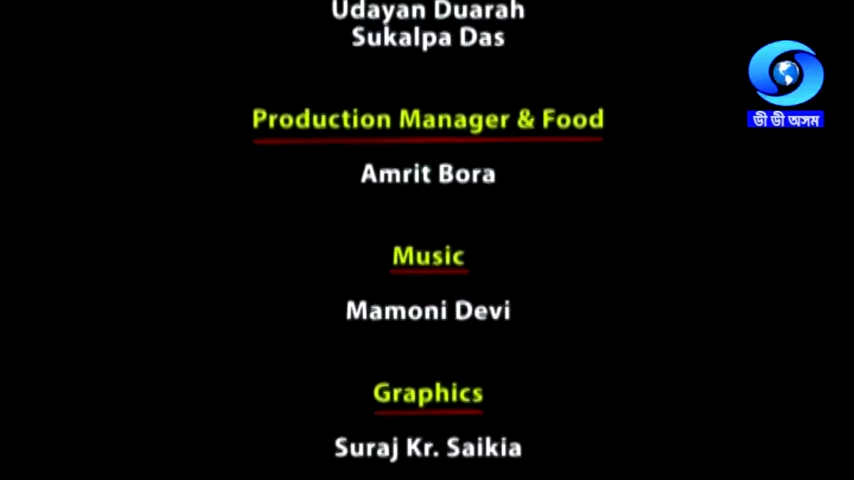 Udayan Duarah
Sukalpa Das
ডী ডী অসম
Production Manager & Food
Amrit Bora
Music
Mamoni Devi
Graphics
Suraj Kr. Saikia